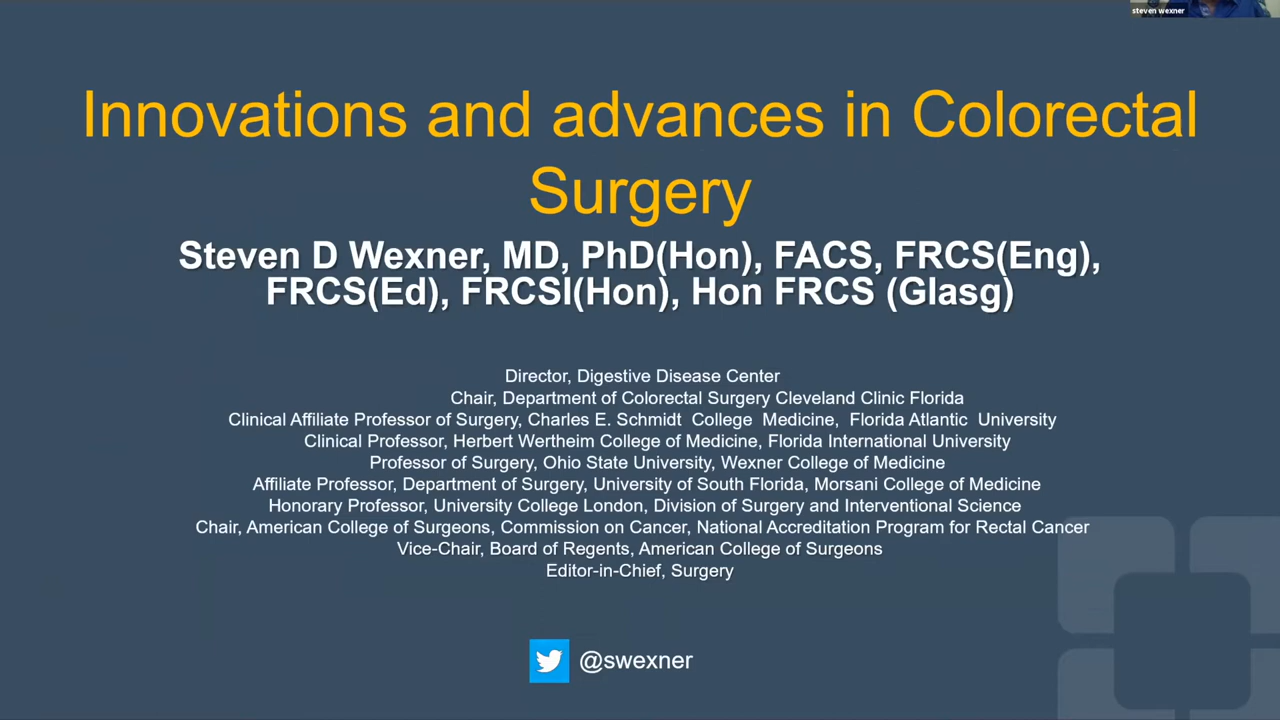 steven wexner
Innovations and advances in Colorectal
Surgery
Steven D Wexner, MD, PhD(Hon), FACS, FRCS(Eng),
FRCS(Ed), FRCSI(Hon), Hon FRCS (Glasg)
Director, Digestive Disease Center
Chair, Department of Colorectal Surgery Cleveland Clinic Florida
Clinical Affiliate Professor of Surgery, Charles E. Schmidt College Medicine, Florida Atlantic University
Clinical Professor, Herbert Wertheim College of Medicine, Florida International University
Professor of Surgery, Ohio State University, Wexner College of Medicine
Affiliate Professor, Department of Surgery, University of South Florida, Morsani College of Medicine
Honorary Professor, University College London, Division of Surgery and Interventional Science
Chair, American College of Surgeons, Commission on Cancer, National Accreditation Program for Rectal Cancer
Vice-Chair, Board of Regents, American College of Surgeons
Editor-in-Chief, Surgery
@swexner